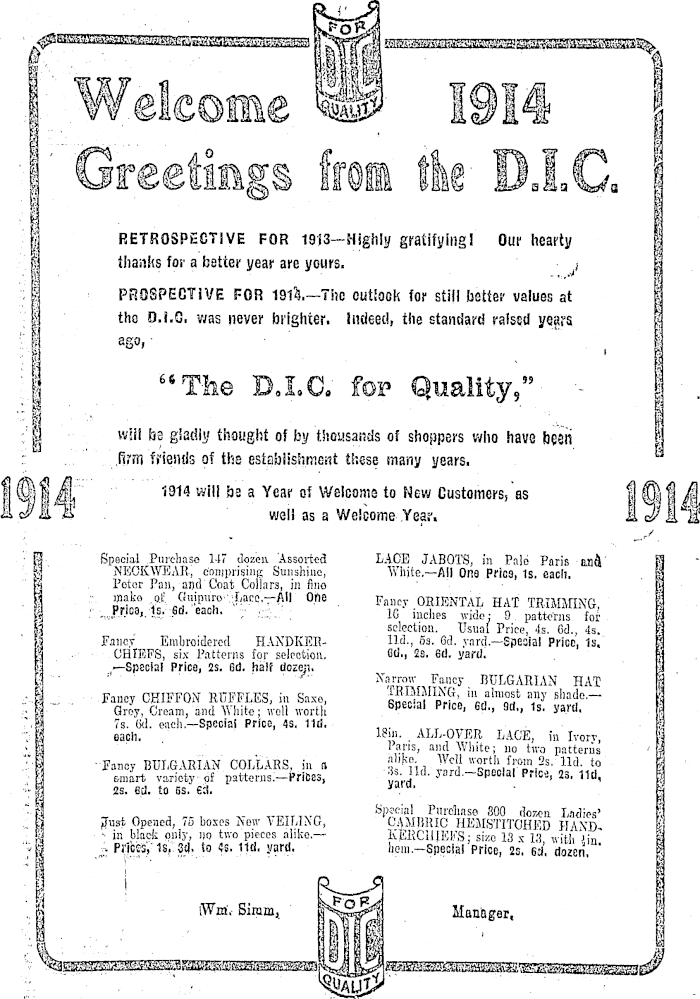 FOR
DIC
QUALITY
Welcome 1914
Greetings from the D.I.C.
RETROSPECTIVE FOR 1913—Highly gratifying! Our hearty
thanks for a better year are yours.
PROSPECTIVE FOR 1914.—The outlook for still better values at
the D.I.C. was never brighter. Indeed, the standard raised years
ago,
"The D.I.C. for Quality,"
will be gladly thought of by thousands of shoppers who have been
firm friends of the establishment these many years.
1914
1914 will be a Year of Welcome to New Customers, as
well as a Welcome Year.
1914
Special Purchase 147 dozen Assorted
NECKWEAR, comprising Sunshine,
Peter Pan, and Coat Collars, in fine
make of Guipure Lace.—All One
Price, 1s. 6d. each.
Fancy Embroidered HANDKER-
CHIEFS, six Patterns for selection.
—Special Price, 2s. 6d. half dozen.
Fancy CHIFFON RUFFLES, in Saxe,
Grey, Cream, and White; well worth
7s. 6d. each.—Special Price, 4s. 11d.
each.
Fancy BULGARIAN COLLARS, in a
smart variety of patterns.—Prices,
2s. 6d. to 5s. 6d.
Just Opened, 75 boxes New VEILING,
in black only, no two pieces alike.—
Prices, 1s. 3d. to 4s. 11d. yard.
LACE JABOTS, in Pale Paris and
White.—All One Price, 1s. each.
Fancy ORIENTAL HAT TRIMMING,
16 inches wide; 9 patterns for
selection. Usual Price, 4s. 6d., 4s.
11d., 5s. 6d. yard.—Special Price, 1s.
6d., 2s. 6d. yard.
Narrow Fancy BULGARIAN HAT
TRIMMING, in almost any shade.—
Special Price, 6d., 9d., 1s. yard.
18in. ALL-OVER LACE, in Ivory,
Paris, and White; no two patterns
alike. Well worth from 2s. 11d. to
3s. 11d. yard.—Special Price, 2s. 11d,
yard.
Special Purchase 300 dozen Ladies'
CAMBRIC HEMSTITCHED HAND-
KERCHIEFS; size 13 x 13, with in.
hem.—Special Price, 2s. 6d. dozen.
Wm. Simm, Manager.
FOR
DIC
QUALITY